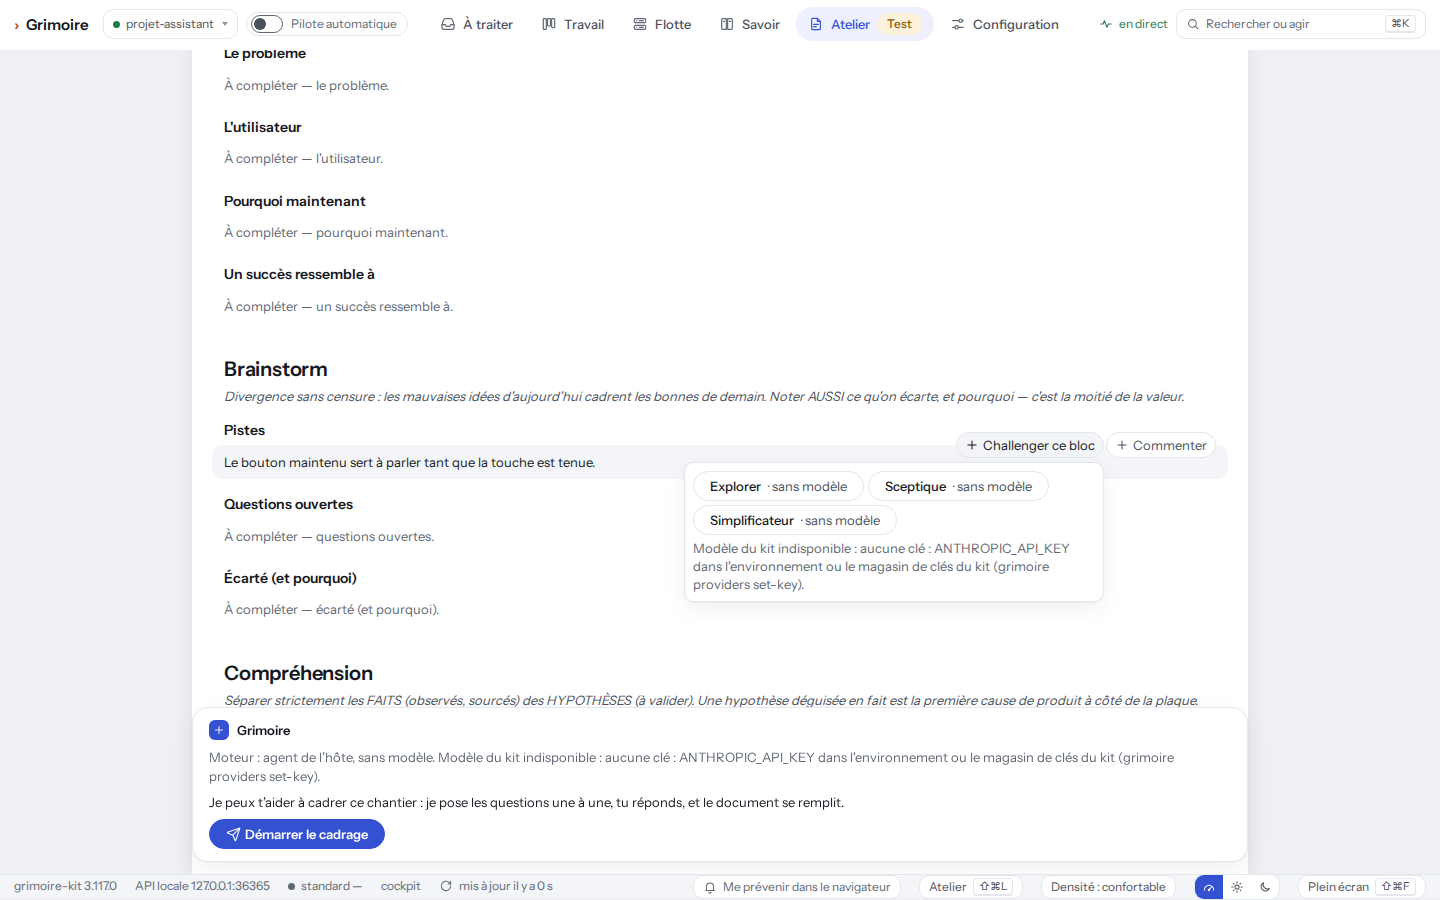 › Grimoire
projet-assistant
Pilote automatique
À traiter
Travail
Flotte
Savoir
Atelier
Test
Configuration
en direct
Rechercher ou agir
⌘K
Le problème
À compléter — le problème.
L'utilisateur
À compléter — l'utilisateur.
Pourquoi maintenant
À compléter — pourquoi maintenant.
Un succès ressemble à
À compléter — un succès ressemble à.
Brainstorm
Divergence sans censure : les mauvaises idées d'aujourd'hui cadrent les bonnes de demain. Noter AUSSI ce qu'on écarte, et pourquoi — c'est la moitié de la valeur.
Pistes
Challenger ce bloc
Commenter
Le bouton maintenu sert à parler tant que la touche est tenue.
Explorer · sans modèle
Sceptique · sans modèle
Simplificateur · sans modèle
Modèle du kit indisponible : aucune clé : ANTHROPIC_API_KEY
dans l'environnement ou le magasin de clés du kit (grimoire
providers set-key).
Questions ouvertes
À compléter — questions ouvertes.
Écarté (et pourquoi)
À compléter — écarté (et pourquoi).
Compréhension
Séparer strictement les FAITS (observés, sourcés) des HYPOTHÈSES (à valider). Une hypothèse déguisée en fait est la première cause de produit à côté de la plaque.
Grimoire
Moteur : agent de l'hôte, sans modèle. Modèle du kit indisponible : aucune clé : ANTHROPIC_API_KEY dans l'environnement ou le magasin de clés du kit (grimoire
providers set-key).
Je peux t'aider à cadrer ce chantier : je pose les questions une à une, tu réponds, et le document se remplit.
Démarrer le cadrage
grimoire-kit 3.117.0
API locale 127.0.0.1:36365
standard —
cockpit
mis à jour il y a 0 s
Me prévenir dans le navigateur
Atelier ⇧⌘L
Densité : confortable
Plein écran ⇧⌘F